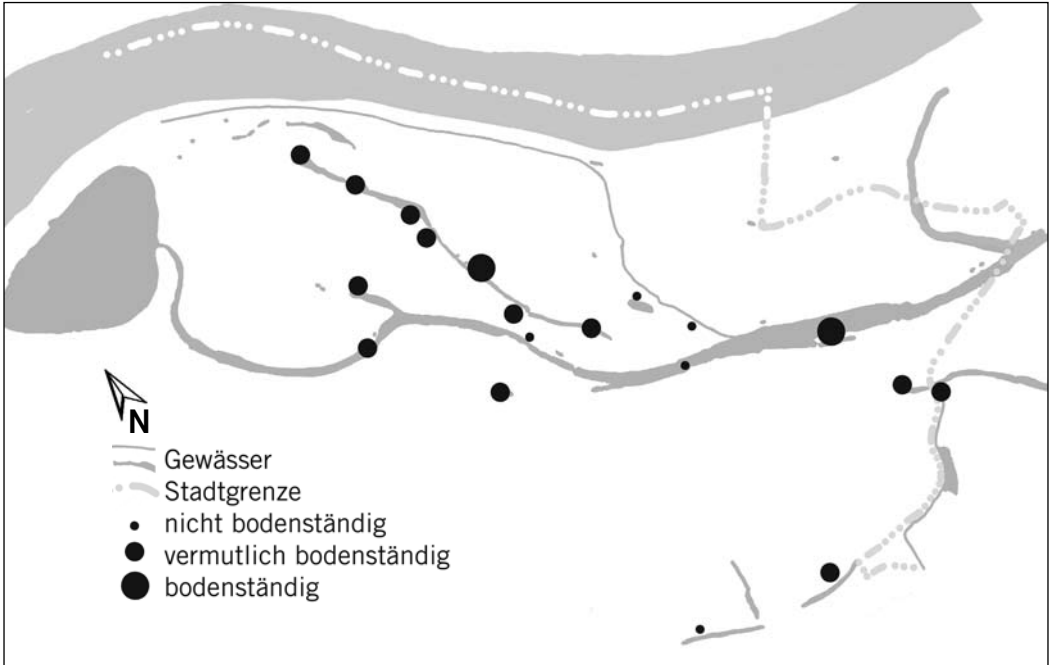 N
Gewässer
Stadtgrenze
nicht bodenständig
vermutlich bodenständig
bodenständig